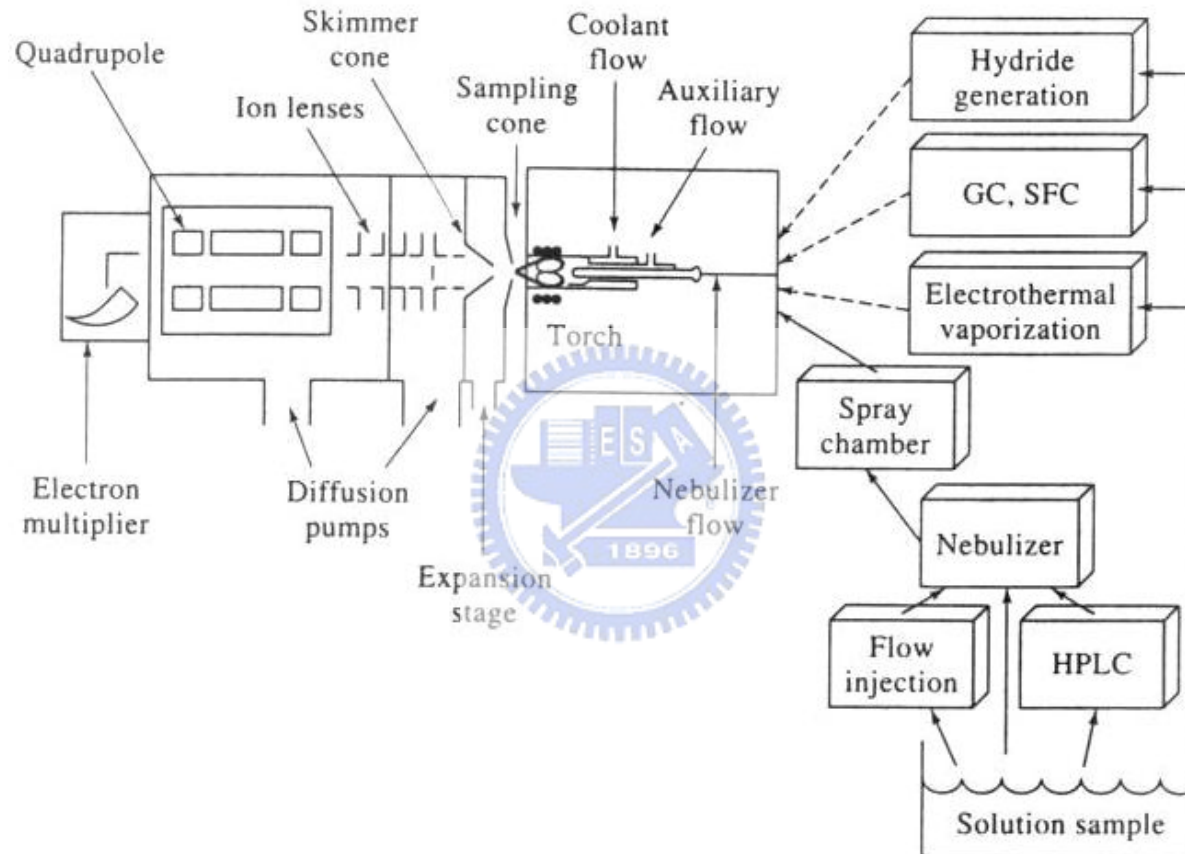 Skimmer
cone
Quadrupole
Ion lenses
Sampling
cone
Coolant
flow
Auxiliary
flow
Hydride
generation
GC, SFC
Electrothermal
vaporization
Torch
Spray
chamber
Electron
multiplier
Diffusion
pumps
Nebulizer
flow
Expansion
stage
E S A
1896
Nebulizer
Flow
injection
HPLC
Solution sample